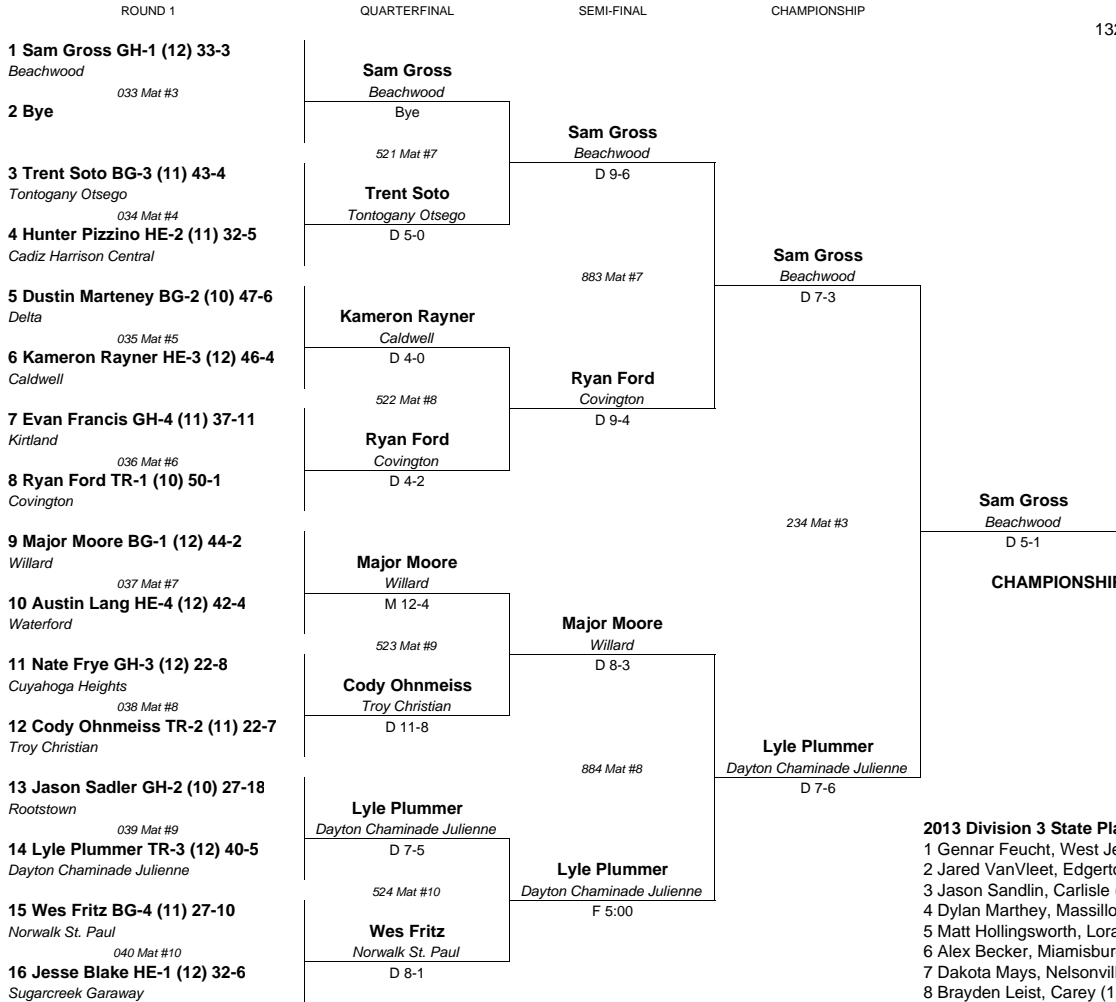 ROUND 1
QUARTERFINAL
SEMI-FINAL
CHAMPIONSHIP
132
1 Sam Gross GH-1 (12) 33-3
Beachwood
033 Mat #3
2 Bye
3 Trent Soto BG-3 (11) 43-4
Tontogany Otsego
034 Mat #4
4 Hunter Pizzino HE-2 (11) 32-5
Cadiz Harrison Central
5 Dustin Marteney BG-2 (10) 47-6
Delta
035 Mat #5
6 Kameron Rayner HE-3 (12) 46-4
Caldwell
7 Evan Francis GH-4 (11) 37-11
Kirtland
036 Mat #6
8 Ryan Ford TR-1 (10) 50-1
Covington
9 Major Moore BG-1 (12) 44-2
Willard
037 Mat #7
10 Austin Lang HE-4 (12) 42-4
Waterford
11 Nate Frye GH-3 (12) 22-8
Cuyahoga Heights
038 Mat #8
12 Cody Ohnmeiss TR-2 (11) 22-7
Troy Christian
13 Jason Sadler GH-2 (10) 27-18
Rootstown
039 Mat #9
14 Lyle Plummer TR-3 (12) 40-5
Dayton Chaminade Julienne
15 Wes Fritz BG-4 (11) 27-10
Norwalk St. Paul
040 Mat #10
16 Jesse Blake HE-1 (12) 32-6
Sugarcreek Garaway
Sam Gross
Beachwood
Bye
521 Mat #7
Trent Soto
Tontogany Otsego
D 5-0
Kameron Rayner
Caldwell
D 4-0
522 Mat #8
Ryan Ford
Covington
D 4-2
Major Moore
Willard
M 12-4
523 Mat #9
Cody Ohnmeiss
Troy Christian
D 11-8
Lyle Plummer
Dayton Chaminade Julienne
D 7-5
524 Mat #10
Wes Fritz
Norwalk St. Paul
D 8-1
Sam Gross
Beachwood
D 9-6
883 Mat #7
Ryan Ford
Covington
D 9-4
Major Moore
Willard
D 8-3
884 Mat #8
Lyle Plummer
Dayton Chaminade Julienne
F 5:00
Sam Gross
Beachwood
D 7-3
234 Mat #3
Lyle Plummer
Dayton Chaminade Julienne
D 7-6
Sam Gross
Beachwood
D 5-1
CHAMPIONSHIP
2013 Division 3 State Pla
1 Gennar Feucht, West Je
2 Jared VanVleet, Edgerto
3 Jason Sandlin, Carlisle
4 Dylan Marthey, Massillo
5 Matt Hollingsworth, Lora
6 Alex Becker, Miamisbur
7 Dakota Mays, Nelsonvill
8 Brayden Leist, Carey (1